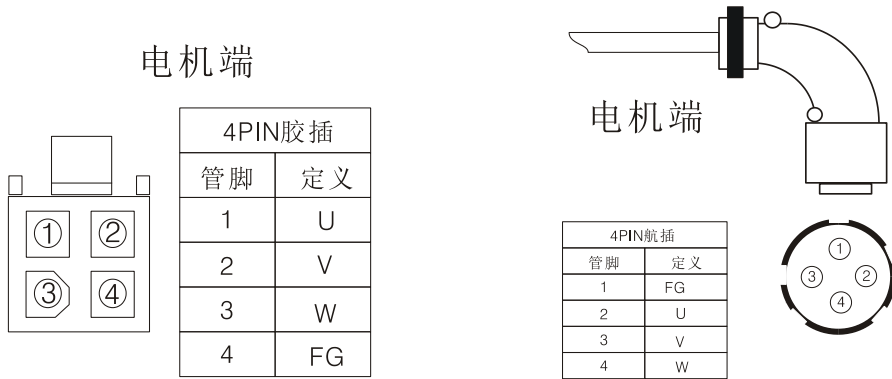 电机端
4PIN胶插
管脚 定义
1 U
2 V
3 W
4 FG
① ②
③ ④
电机端
4PIN航插
管脚 定义
1 FG
2 U
3 V
4 W
①
③ ②
④